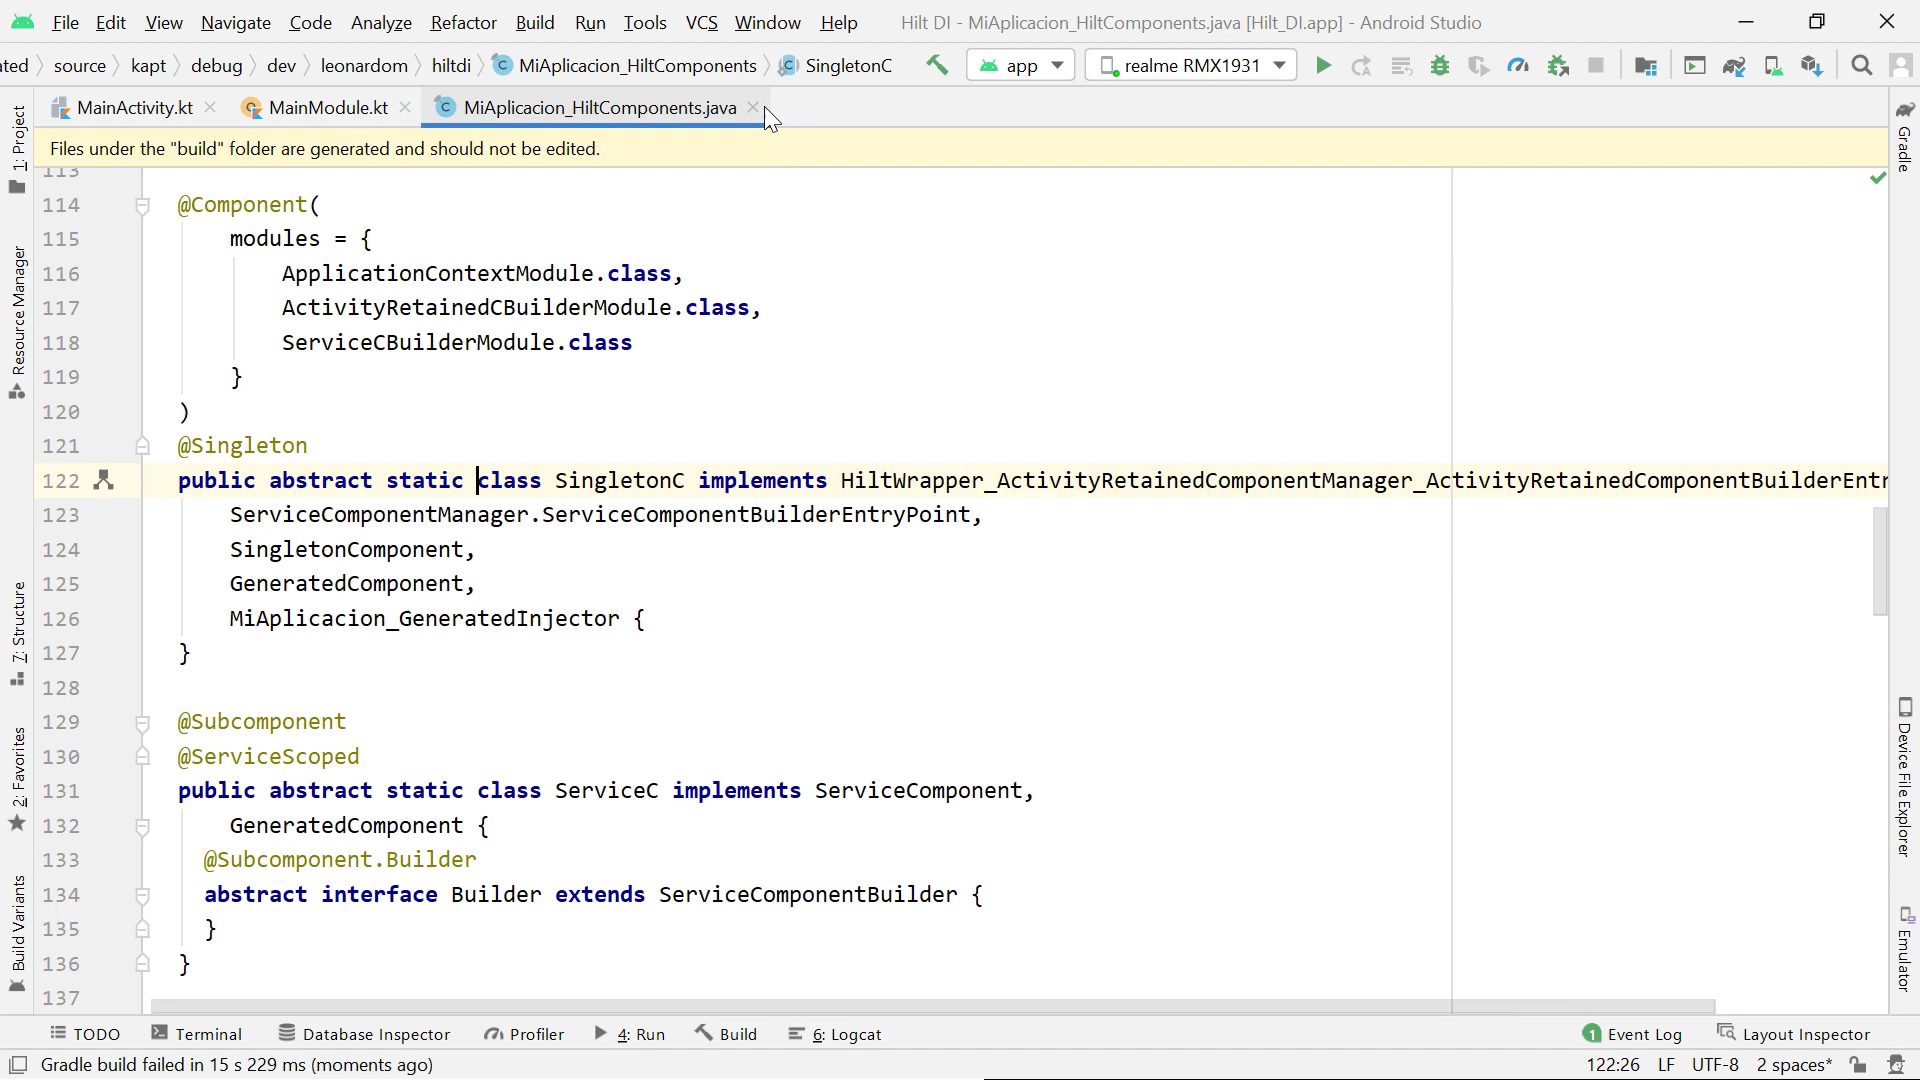 File Edit View Navigate Code Analyze Refactor Build Run Tools VCS Window Help Hilt DI - MiAplicacion_HiltComponents.java [Hilt_DI.app] - Android Studio
ated source kapt debug dev leonardom hiltdi MiAplicacion_HiltComponents SingletonC app realme RMX1931
MainActivity.kt MainModule.kt MiAplicacion_HiltComponents.java
Files under the "build" folder are generated and should not be edited.
113
114 @Component(
115 modules = {
116 ApplicationContextModule.class,
117 ActivityRetainedCBuilderModule.class,
118 ServiceCBuilderModule.class
119 }
120 )
121 @Singleton
122 public abstract static class SingletonC implements HiltWrapper_ActivityRetainedComponentManager_ActivityRetainedComponentBuilderEntr
123 ServiceComponentManager.ServiceComponentBuilderEntryPoint,
124 SingletonComponent,
125 GeneratedComponent,
126 MiAplicacion_GeneratedInjector {
127 }
128
129 @Subcomponent
130 @ServiceScoped
131 public abstract static class ServiceC implements ServiceComponent,
132 GeneratedComponent {
133 @Subcomponent.Builder
134 abstract interface Builder extends ServiceComponentBuilder {
135 }
136 }
137
1: Project
Resource Manager
7: Structure
2: Favorites
Build Variants
Gradle
Device File Explorer
Emulator
TODO Terminal Database Inspector Profiler 4: Run Build 6: Logcat 1 Event Log Layout Inspector
Gradle build failed in 15 s 229 ms (moments ago) 122:26 LF UTF-8 2 spaces*